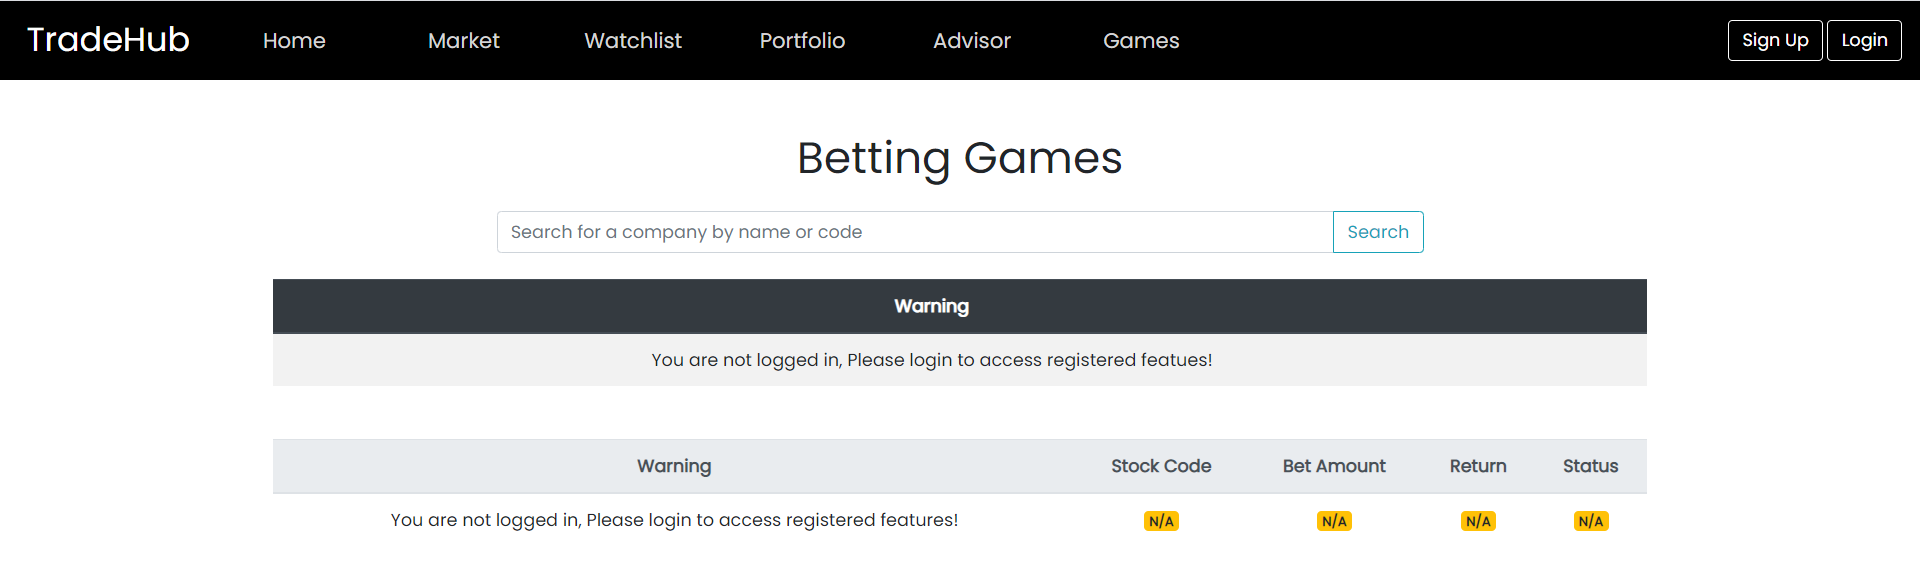 TradeHub Home Market Watchlist Portfolio Advisor Games Sign Up Login
Betting Games
Search for a company by name or code Search
Warning
You are not logged in, Please login to access registered featues!
Warning Stock Code Bet Amount Return Status
You are not logged in, Please login to access registered features! N/A N/A N/A N/A